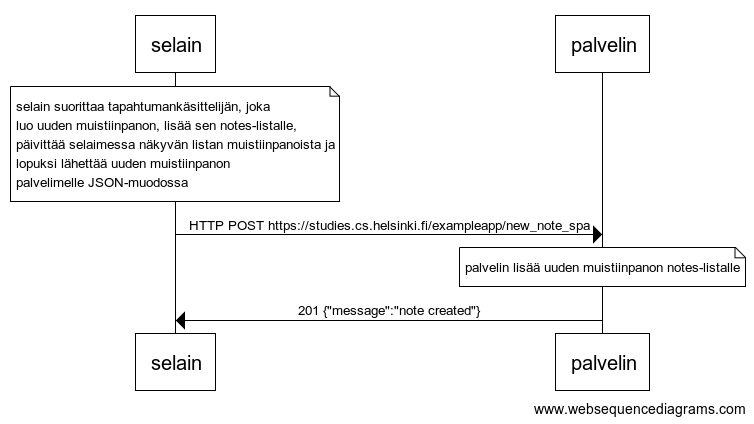 selain
palvelin
selain suorittaa tapahtumankäsittelijän, joka
luo uuden muistiinpanon, lisää sen notes-listalle,
päivittää selaimessa näkyvän listan muistiinpanoista ja
lopuksi lähettää uuden muistiinpanon
palvelimelle JSON-muodossa
HTTP POST https://studies.cs.helsinki.fi/exampleapp/new_note_spa
palvelin lisää uuden muistiinpanon notes-listalle
201 {"message":"note created"}
selain
palvelin
www.websequencediagrams.com